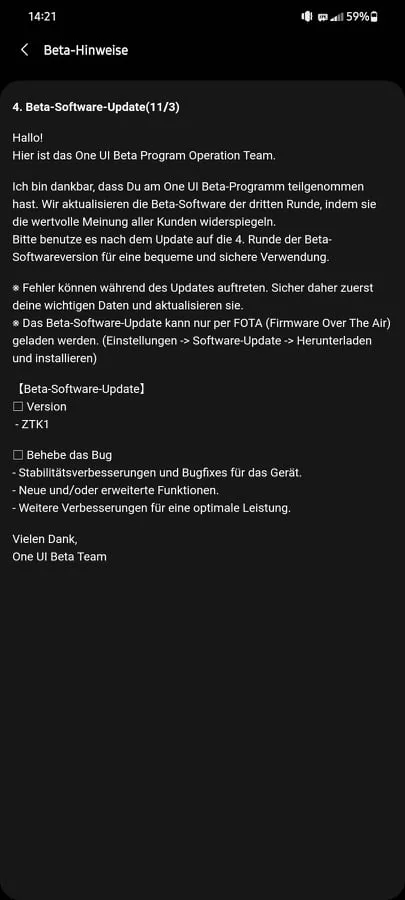 14:21
59%
Beta-Hinweise
4. Beta-Software-Update(11/3)
Hallo!
Hier ist das One UI Beta Program Operation Team.
Ich bin dankbar, dass Du am One UI Beta-Programm teilgenommen
hast. Wir aktualisieren die Beta-Software der dritten Runde, indem sie
die wertvolle Meinung aller Kunden widerspiegeln.
Bitte benutze es nach dem Update auf die 4. Runde der Beta-
Softwareversion für eine bequeme und sichere Verwendung.
※ Fehler können während des Updates auftreten. Sicher daher zuerst
deine wichtigen Daten und aktualisieren sie.
※ Das Beta-Software-Update kann nur per FOTA (Firmware Over The Air)
geladen werden. (Einstellungen -> Software-Update -> Herunterladen
und installieren)
【Beta-Software-Update】
□ Version
- ZTK1
□ Behebe das Bug
- Stabilitätsverbesserungen und Bugfixes für das Gerät.
- Neue und/oder erweiterte Funktionen.
- Weitere Verbesserungen für eine optimale Leistung.
Vielen Dank,
One UI Beta Team